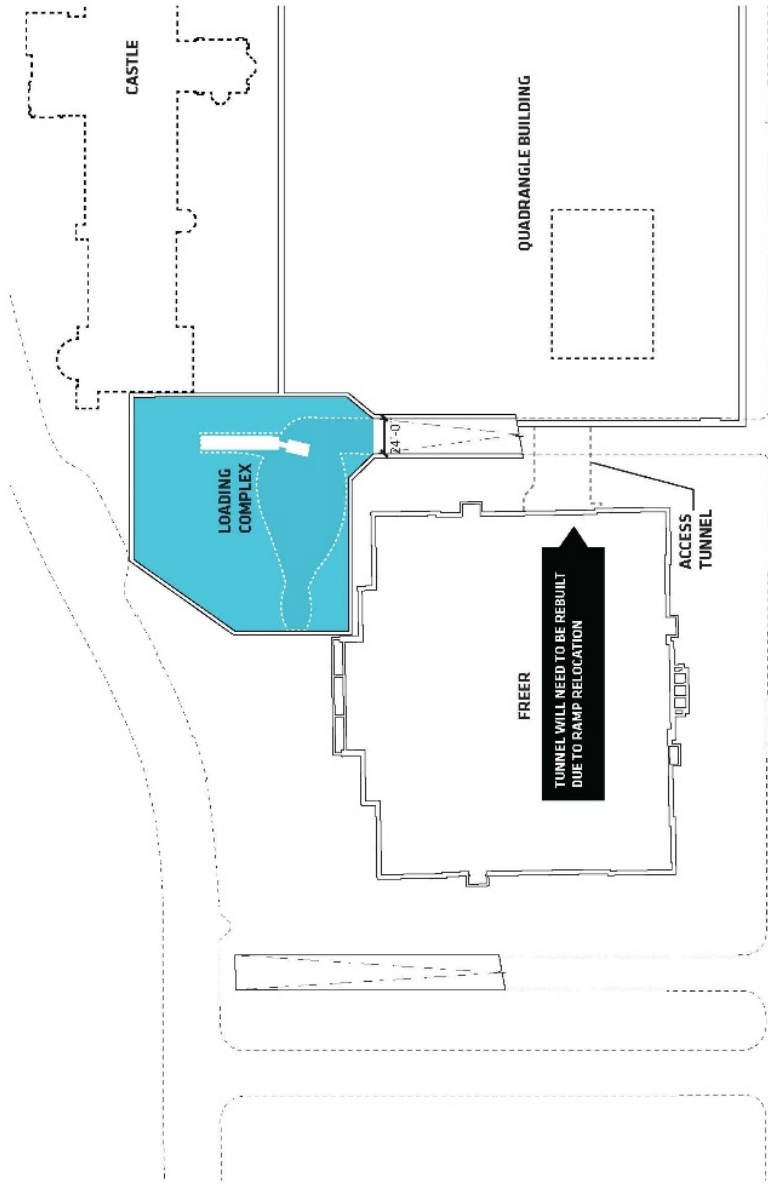 CASTLE
QUADRANGLE BUILDING
LOADING
COMPLEX
24'-0
ACCESS
TUNNEL
FREER
TUNNEL WILL NEED TO BE REBUILT
DUE TO RAMP RELOCATION